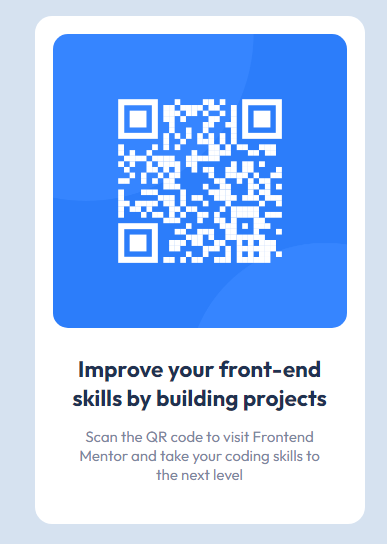 Improve your front-end
skills by building projects
Scan the QR code to visit Frontend
Mentor and take your coding skills to
the next level